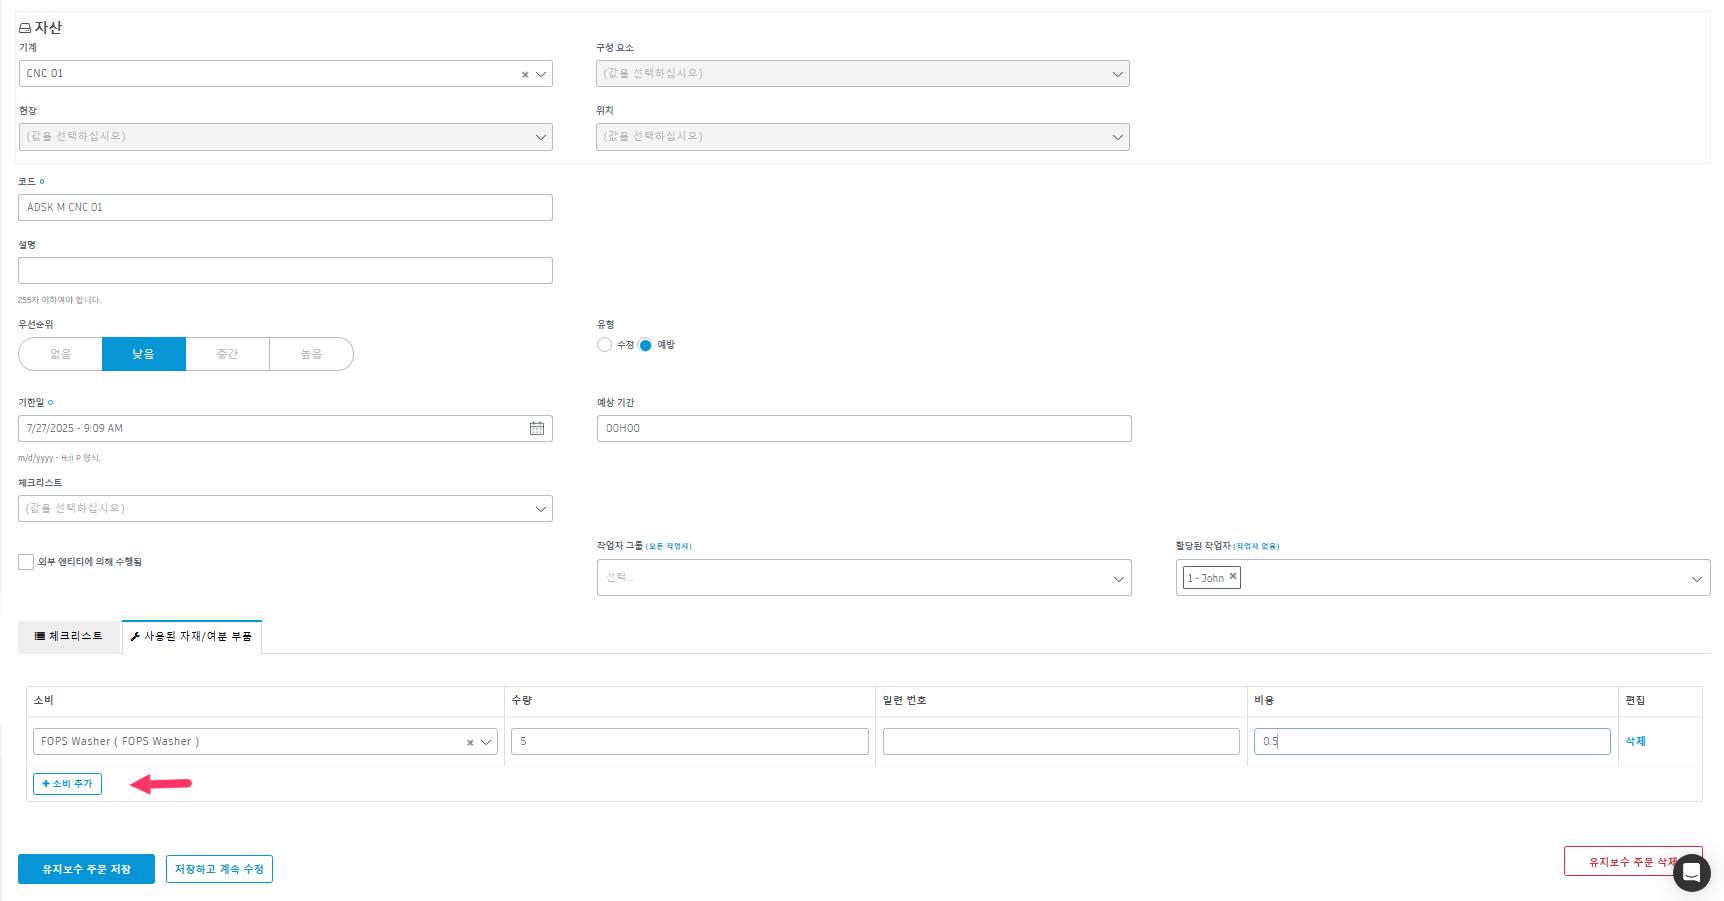 자산
기계
구성 요소
CNC 01
(값을 선택하십시오)
현장
위치
(값을 선택하십시오)
(값을 선택하십시오)
코드
ADSK M CNC 01
설명
255자 이하여야 합니다.
우선순위
유형
없음
낮음
중간
높음
수정
예방
기한일
예상 기간
7/27/2025 - 9:09 AM
00H00
m/d/yyyy - H:ii P 양식.
체크리스트
(값을 선택하십시오)
외부 엔티티에 의해 수행됨
작업자 그룹 (모든 작업자)
할당된 작업자 (작업자 없음)
선택...
1 - John
체크리스트
사용된 자재/여분 부품
소비
수량
일련 번호
비용
편집
FOPS Washer ( FOPS Washer )
5
0.5
삭제
+ 소비 추가
유지보수 주문 저장
저장하고 계속 수정
유지보수 주문 삭제